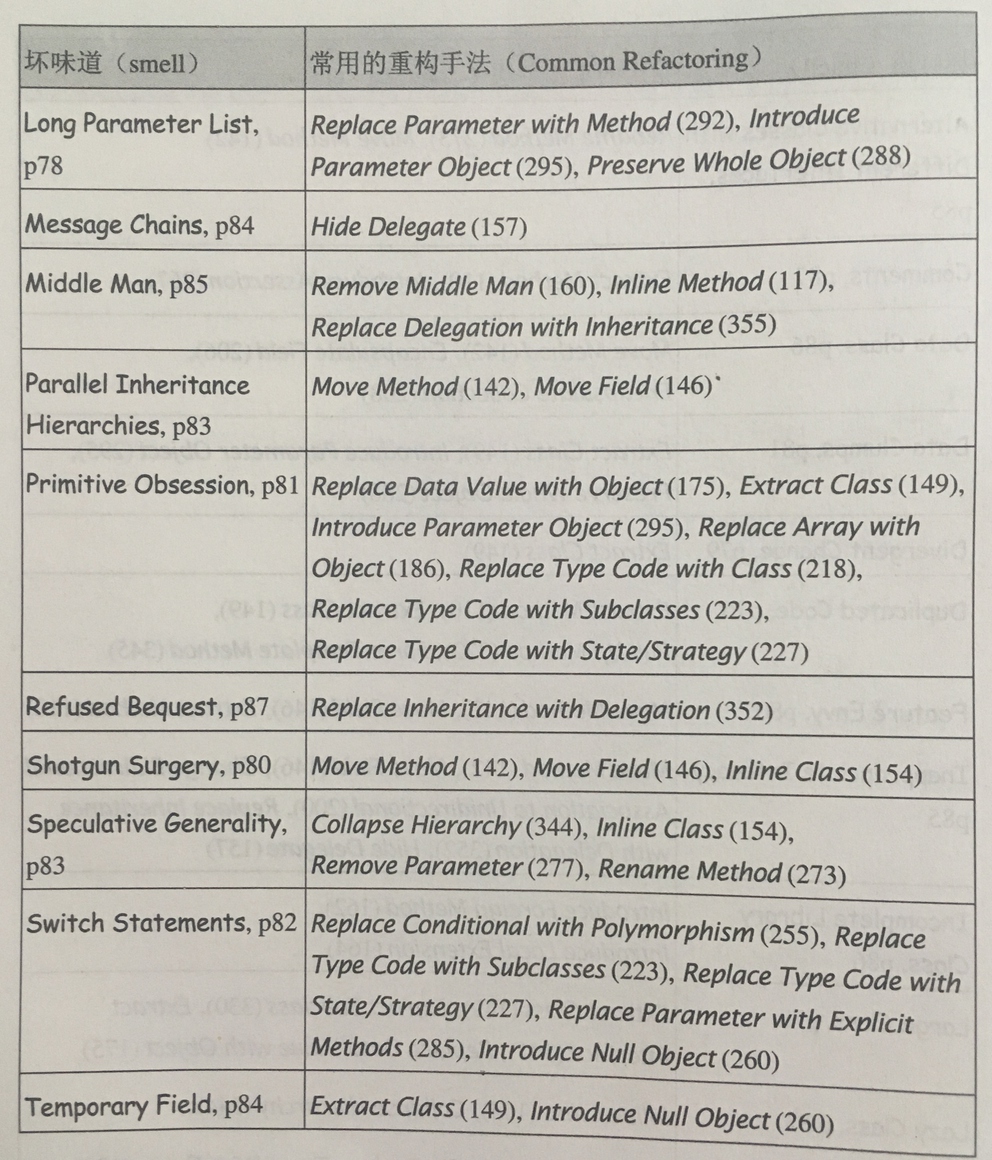 坏味道（smell）
常用的重构手法（Common Refactoring）
Long Parameter List,
p78
Replace Parameter with Method (292), Introduce
Parameter Object (295), Preserve Whole Object (288)
Message Chains, p84
Hide Delegate (157)
Middle Man, p85
Remove Middle Man (160), Inline Method (117),
Replace Delegation with Inheritance (355)
Parallel Inheritance
Hierarchies, p83
Move Method (142), Move Field (146)
Primitive Obsession, p81
Replace Data Value with Object (175), Extract Class (149),
Introduce Parameter Object (295), Replace Array with
Object (186), Replace Type Code with Class (218),
Replace Type Code with Subclasses (223),
Replace Type Code with State/Strategy (227)
Refused Bequest, p87
Replace Inheritance with Delegation (352)
Shotgun Surgery, p80
Move Method (142), Move Field (146), Inline Class (154)
Speculative Generality,
p83
Collapse Hierarchy (344), Inline Class (154),
Remove Parameter (277), Rename Method (273)
Switch Statements, p82
Replace Conditional with Polymorphism (255), Replace
Type Code with Subclasses (223), Replace Type Code with
State/Strategy (227), Replace Parameter with Explicit
Methods (285), Introduce Null Object (260)
Temporary Field, p84
Extract Class (149), Introduce Null Object (260)